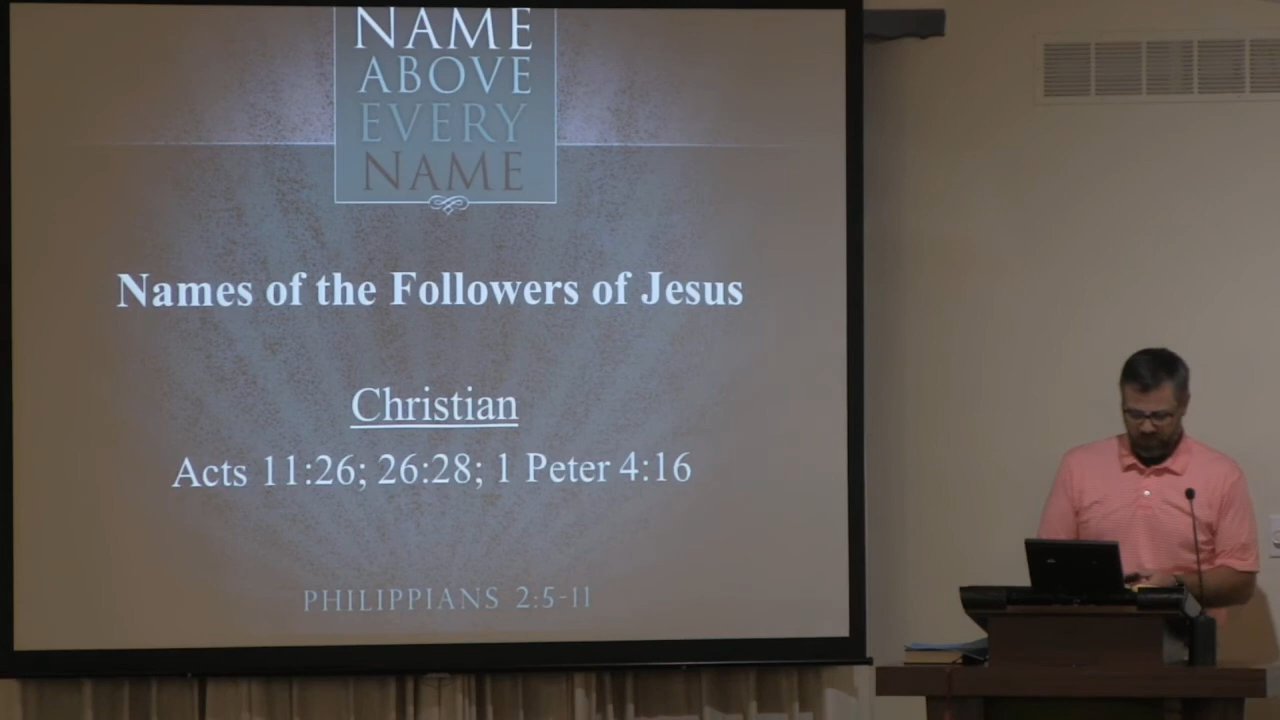 NAME
ABOVE
EVERY
NAME
Names of the Followers of Jesus
Christian
Acts 11:26; 26:28; 1 Peter 4:16
PHILIPPIANS 2:5-11